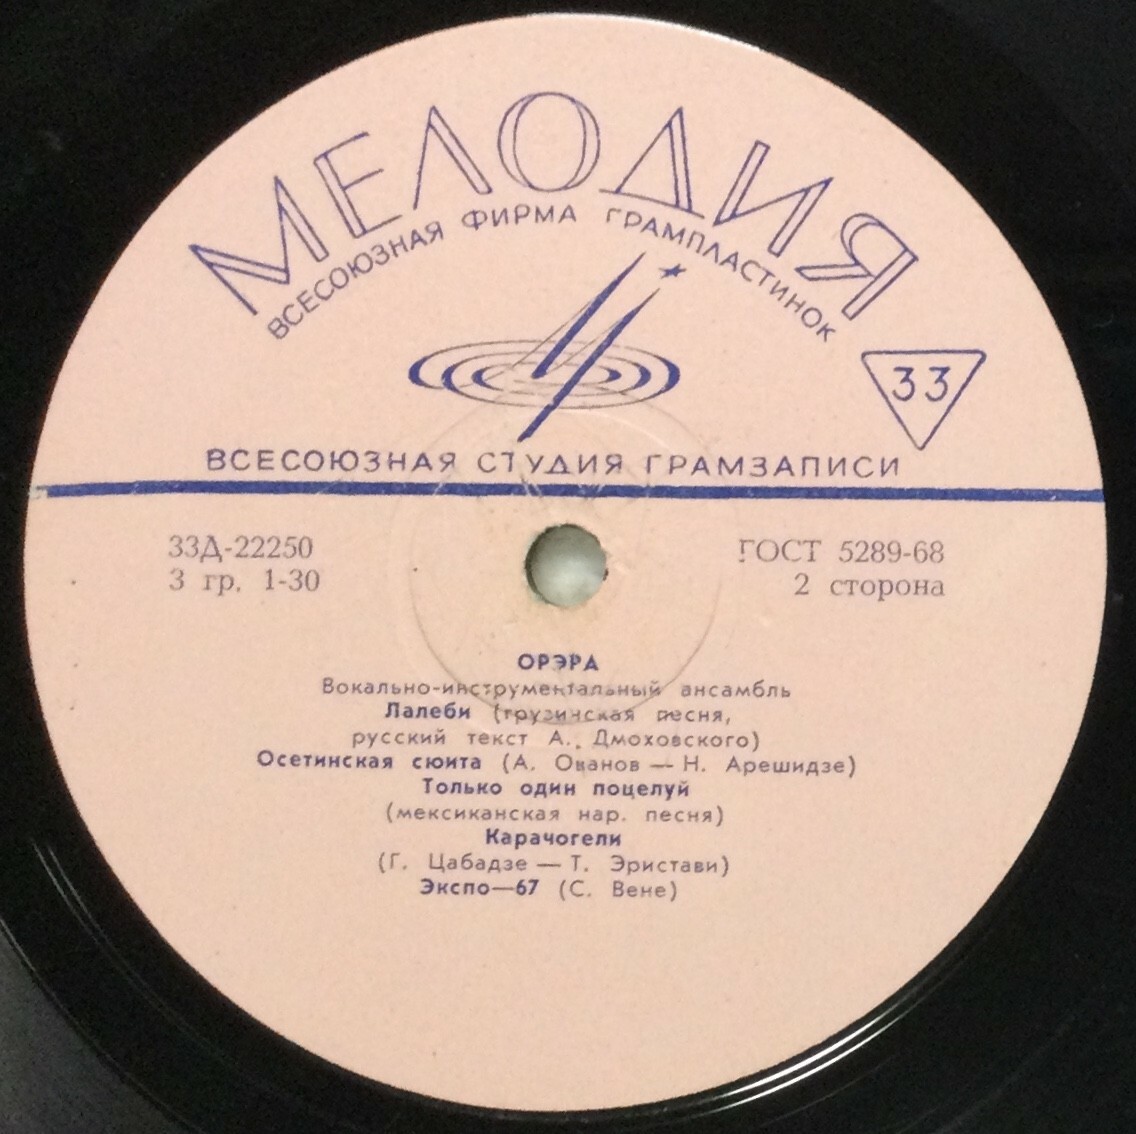 МЕЛОДИЯ
ВСЕСОЮЗНАЯ ФИРМА ГРАМПЛАСТИНОК
33
ВСЕСОЮЗНАЯ СТУДИЯ ГРАМЗАПИСИ
33Д-22250 ГОСТ 5289-68
3 гр. 1-30 2 сторона
ОРЭРА
Вокально-инструментальный ансамбль
Лалеби (грузинская песня,
русский текст А. Дмоховского)
Осетинская сюита (А. Ованов — Н. Арешидзе)
Только один поцелуй
(мексиканская нар. песня)
Карачогели
(Г. Цабадзе — Т. Эристави)
Экспо—67 (С. Вене)